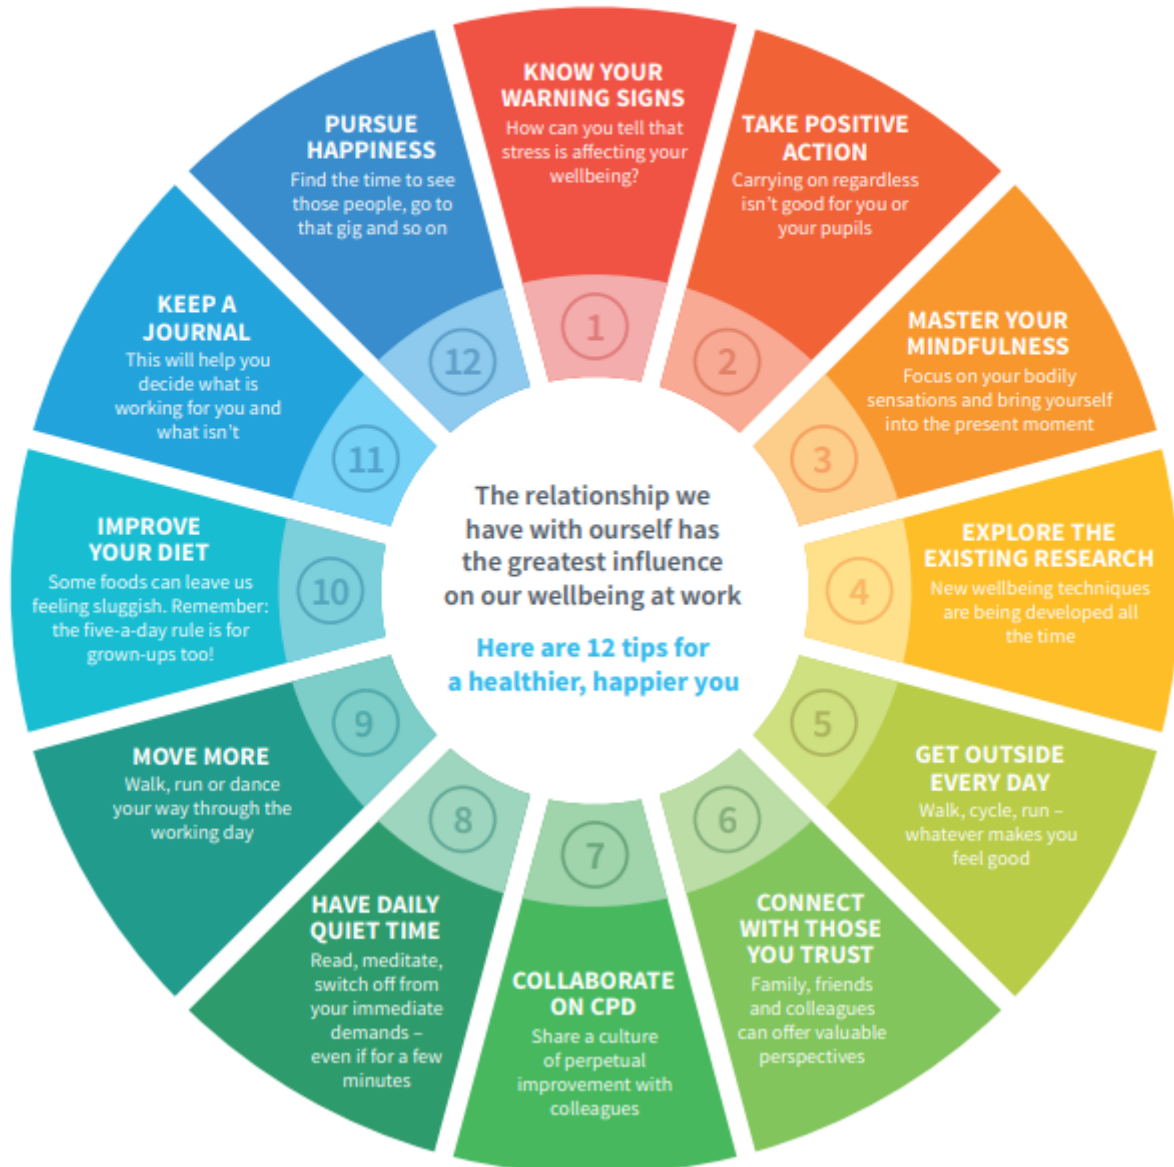 The relationship we
have with ourself has
the greatest influence
on our wellbeing at work
Here are 12 tips for
a healthier, happier you
1
KNOW YOUR
WARNING SIGNS
How can you tell that
stress is affecting your
wellbeing?
2
TAKE POSITIVE
ACTION
Carrying on regardless
isn't good for you or
your pupils
3
MASTER YOUR
MINDFULNESS
Focus on your bodily
sensations and bring yourself
into the present moment
4
EXPLORE THE
EXISTING RESEARCH
New wellbeing techniques
are being developed all
the time
5
GET OUTSIDE
EVERY DAY
Walk, cycle, run –
whatever makes you
feel good
6
CONNECT
WITH THOSE
YOU TRUST
Family, friends
and colleagues
can offer valuable
perspectives
7
COLLABORATE
ON CPD
Share a culture
of perpetual
improvement with
colleagues
8
HAVE DAILY
QUIET TIME
Read, meditate,
switch off from
your immediate
demands –
even if for a few
minutes
9
MOVE MORE
Walk, run or dance
your way through the
working day
10
IMPROVE
YOUR DIET
Some foods can leave us
feeling sluggish. Remember:
the five-a-day rule is for
grown-ups too!
11
KEEP A
JOURNAL
This will help you
decide what is
working for you and
what isn't
12
PURSUE
HAPPINESS
Find the time to see
those people, go to
that gig and so on